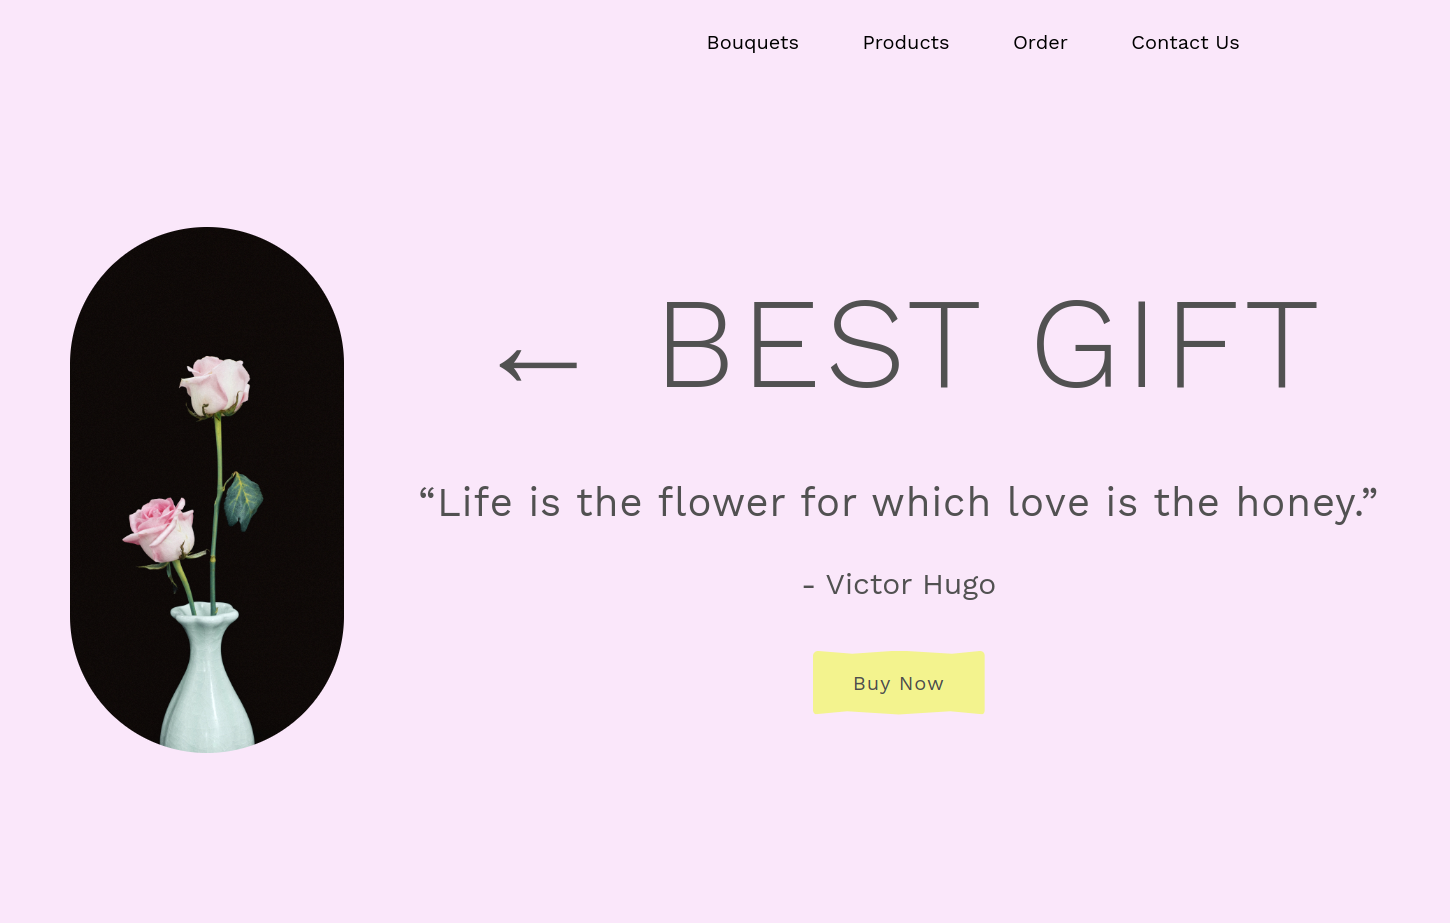 Bouquets Products Order Contact Us
← BEST GIFT
“Life is the flower for which love is the honey.”
- Victor Hugo
Buy Now